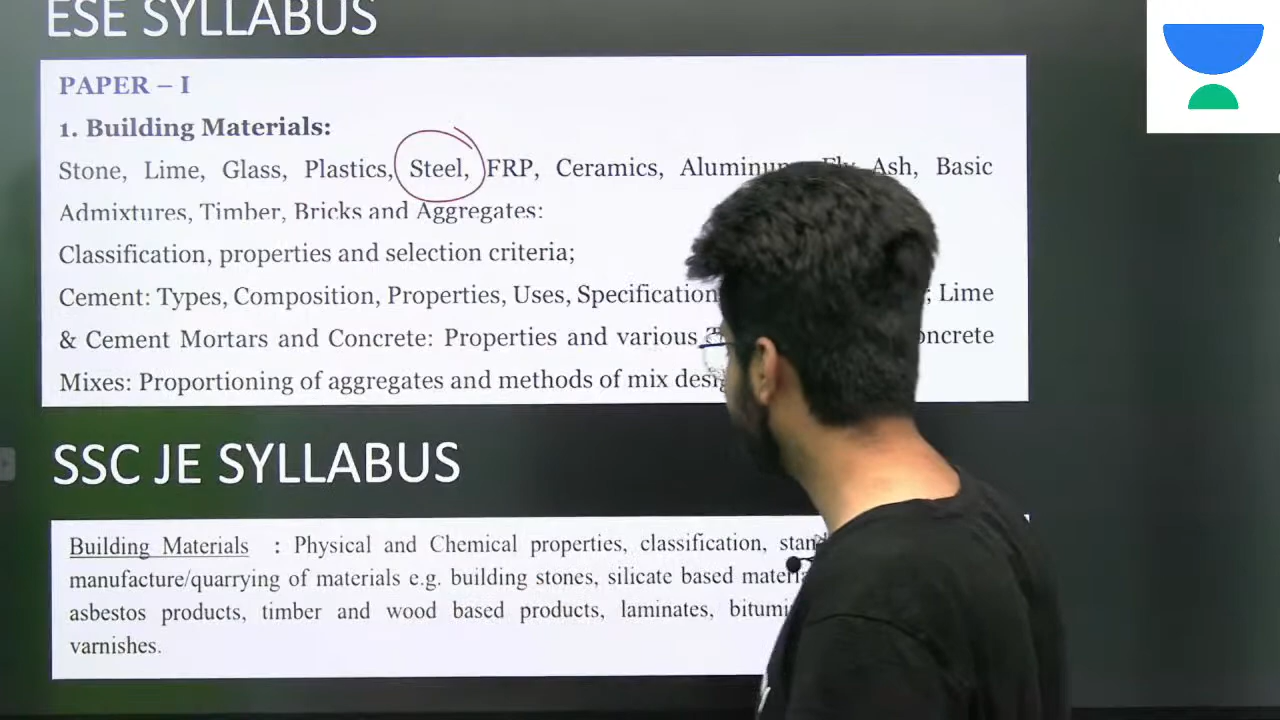 ESE SYLLABUS
PAPER – I
1. Building Materials:
Stone, Lime, Glass, Plastics, Steel, FRP, Ceramics, Aluminum, Fly Ash, Basic
Admixtures, Timber, Bricks and Aggregates:
Classification, properties and selection criteria;
Cement: Types, Composition, Properties, Uses, Specification ; Lime
& Cement Mortars and Concrete: Properties and various
Mixes: Proportioning of aggregates and methods of mix
SSC JE SYLLABUS
Building Materials : Physical and Chemical properties, classification,
manufacture/quarrying of materials e.g. building stones, silicate based
asbestos products, timber and wood based products, laminates,
varnishes.